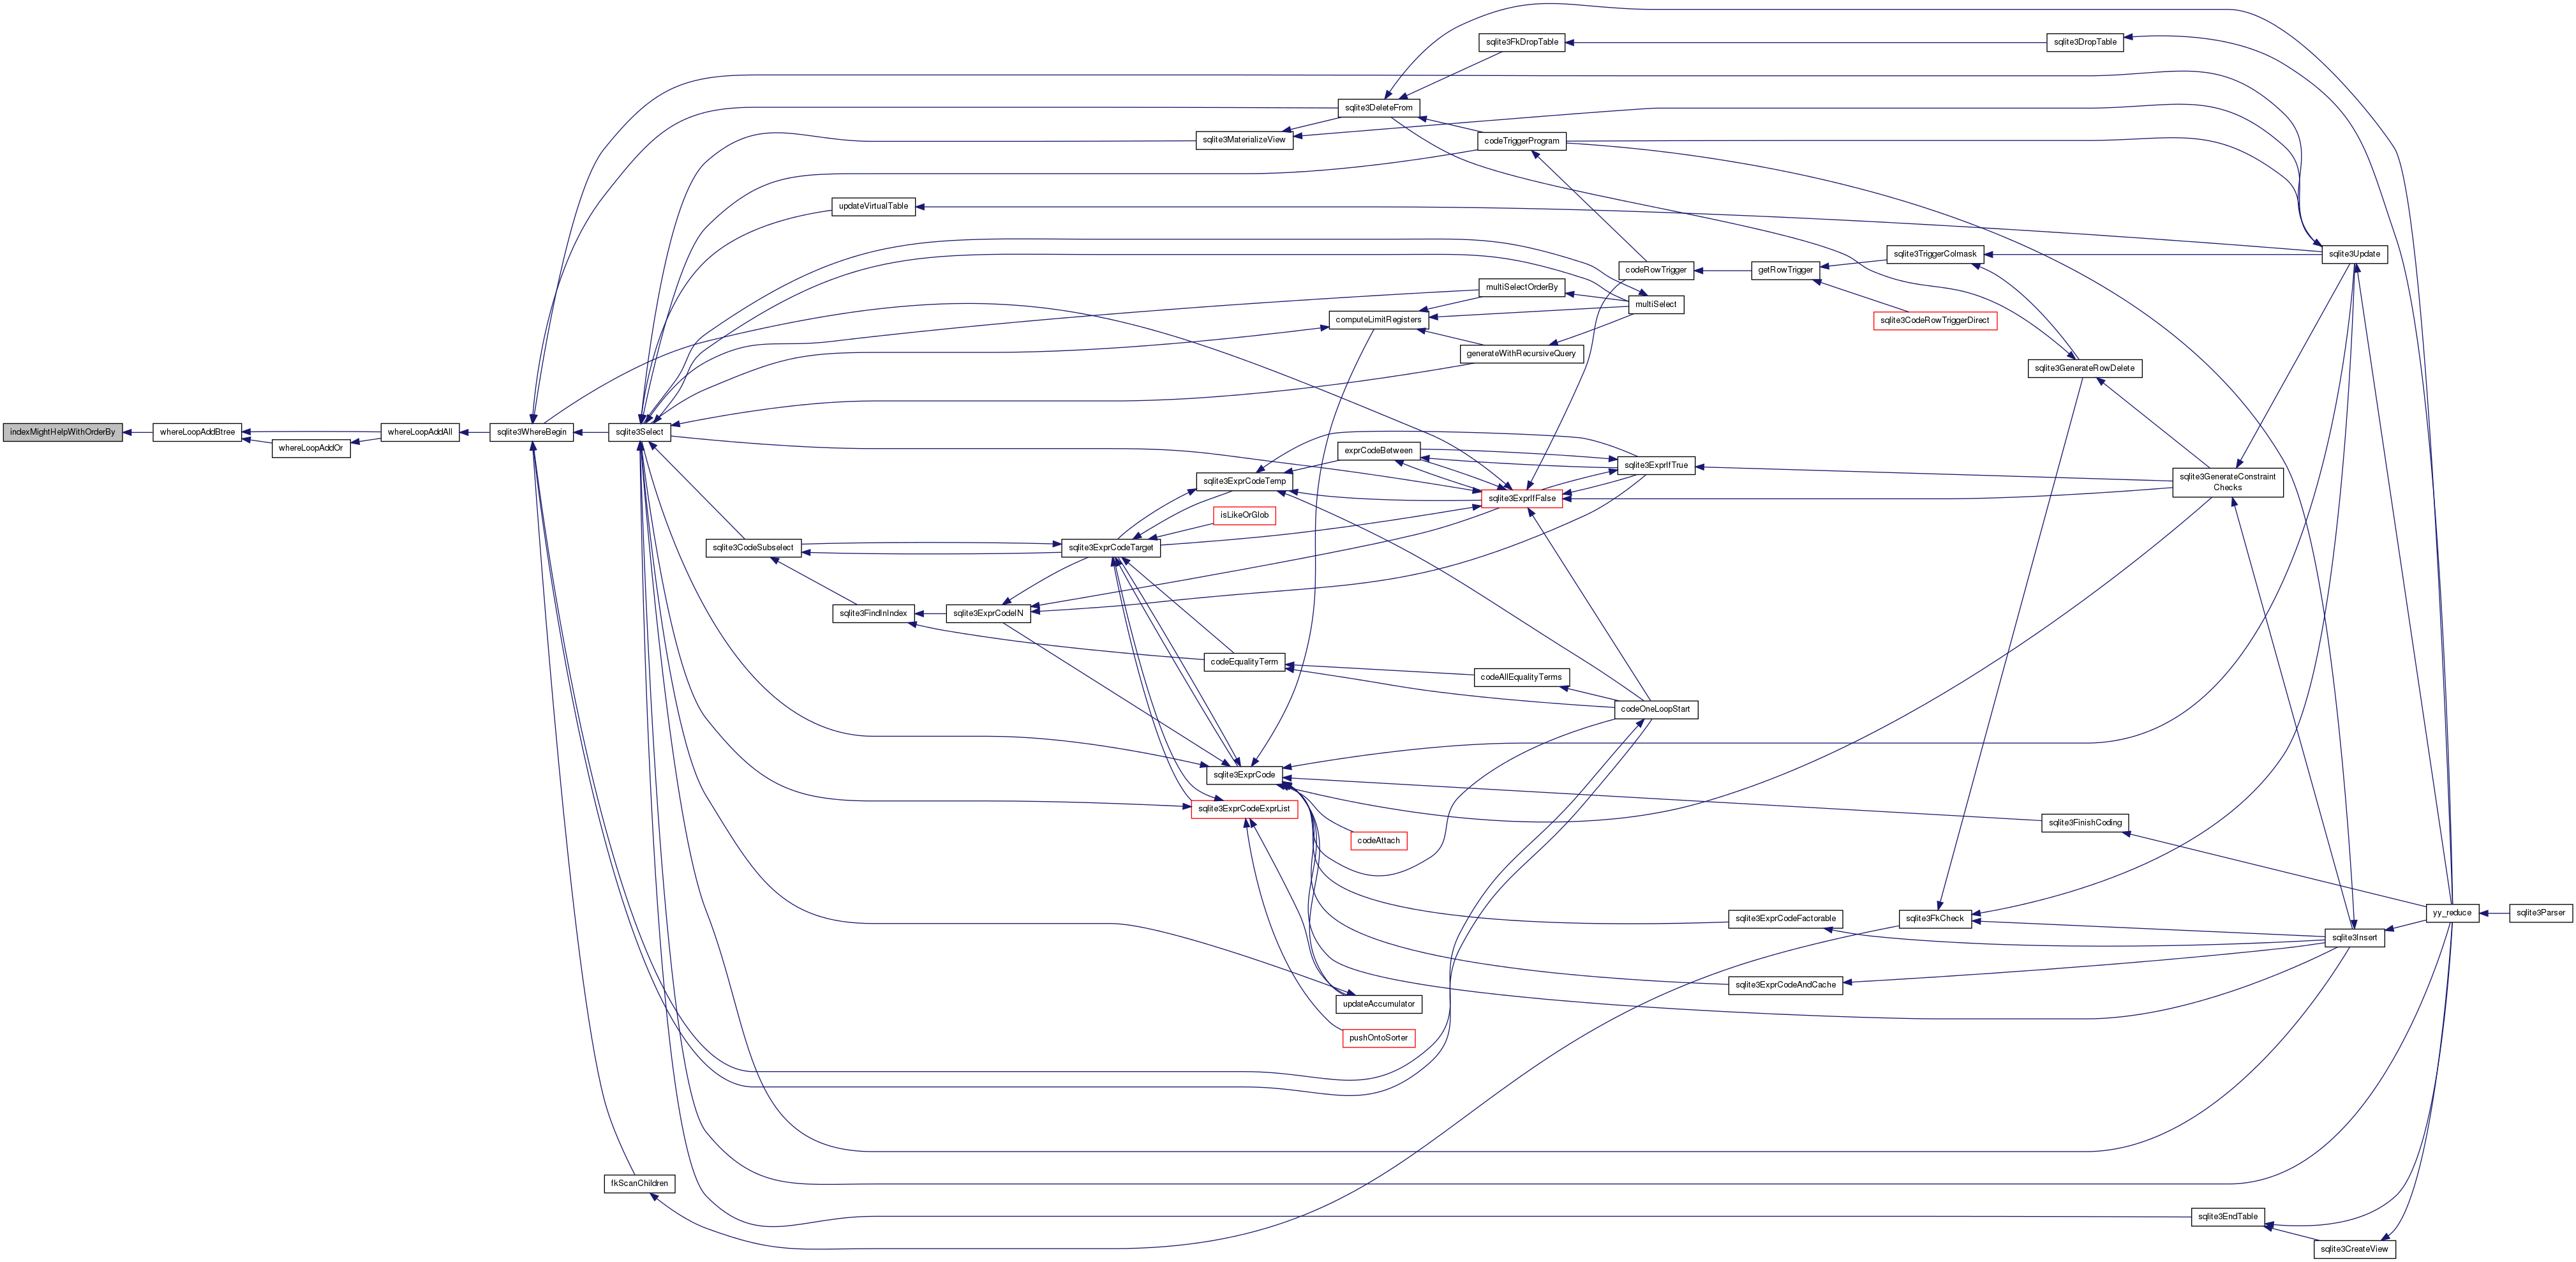 sqlite3FkDropTable
sqlite3DropTable
sqlite3DeleteFrom
sqlite3MaterializeView
codeTriggerProgram
updateVirtualTable
sqlite3TriggerColmask
sqlite3Update
codeRowTrigger
getRowTrigger
multiSelectOrderBy
multiSelect
computeLimitRegisters
sqlite3CodeRowTriggerDirect
generateWithRecursiveQuery
sqlite3GenerateRowDelete
indexMightHelpWithOrderBy
whereLoopAddBtree
whereLoopAddOr
whereLoopAddAll
sqlite3WhereBegin
sqlite3Select
exprCodeBetween
sqlite3ExprIfTrue
sqlite3ExprCodeTemp
sqlite3GenerateConstraint
Checks
sqlite3ExprIfFalse
isLikeOrGlob
sqlite3CodeSubselect
sqlite3ExprCodeTarget
sqlite3FindInIndex
sqlite3ExprCodeIN
codeEqualityTerm
codeAllEqualityTerms
codeOneLoopStart
sqlite3ExprCode
sqlite3ExprCodeExprList
sqlite3FinishCoding
codeAttach
sqlite3ExprCodeFactorable
sqlite3FkCheck
yy_reduce
sqlite3Parser
sqlite3Insert
sqlite3ExprCodeAndCache
updateAccumulator
pushOntoSorter
fkScanChildren
sqlite3EndTable
sqlite3CreateView